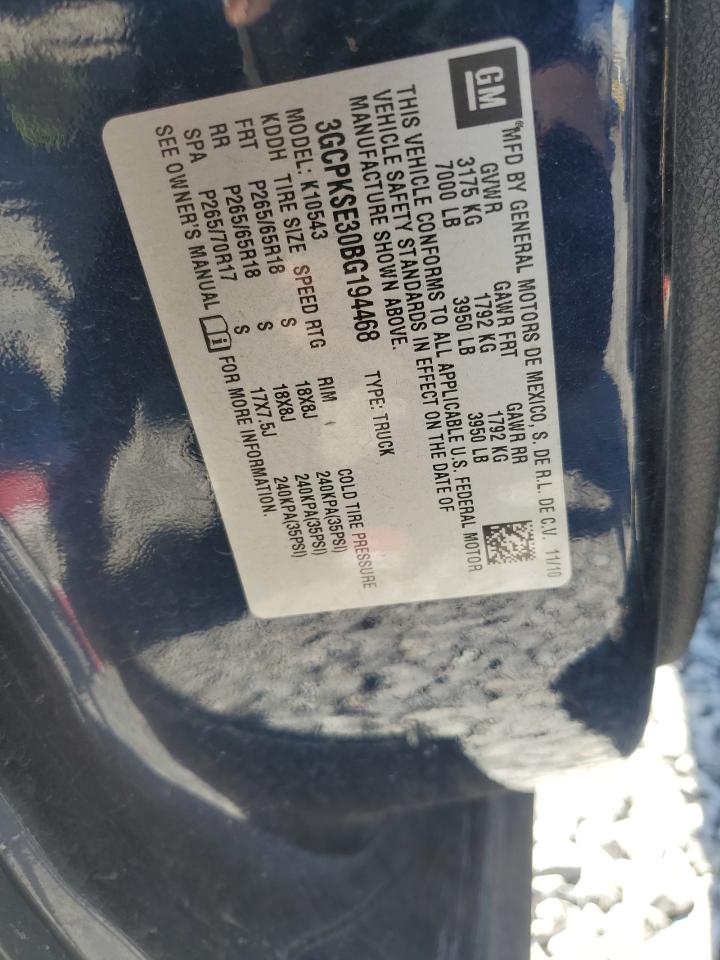 GM
®MFD BY GENERAL MOTORS DE MEXICO, S. DE R.L. DE C.V. 11/10
GVWR GAWR FRT GAWR RR
3175 KG 1792 KG 1792 KG
7000 LB 3950 LB 3950 LB
THIS VEHICLE CONFORMS TO ALL APPLICABLE U.S. FEDERAL MOTOR
VEHICLE SAFETY STANDARDS IN EFFECT ON THE DATE OF
MANUFACTURE SHOWN ABOVE.
3GCPKSE30BG194468 TYPE: TRUCK
MODEL: K10543
KDDH TIRE SIZE SPEED RTG RIM COLD TIRE PRESSURE
FRT P265/65R18 S 18X8J 240KPA(35PSI)
RR P265/65R18 S 18X8J 240KPA(35PSI)
SPA P265/70R17 S 17X7.5J 240KPA(35PSI)
SEE OWNER'S MANUAL FOR MORE INFORMATION.